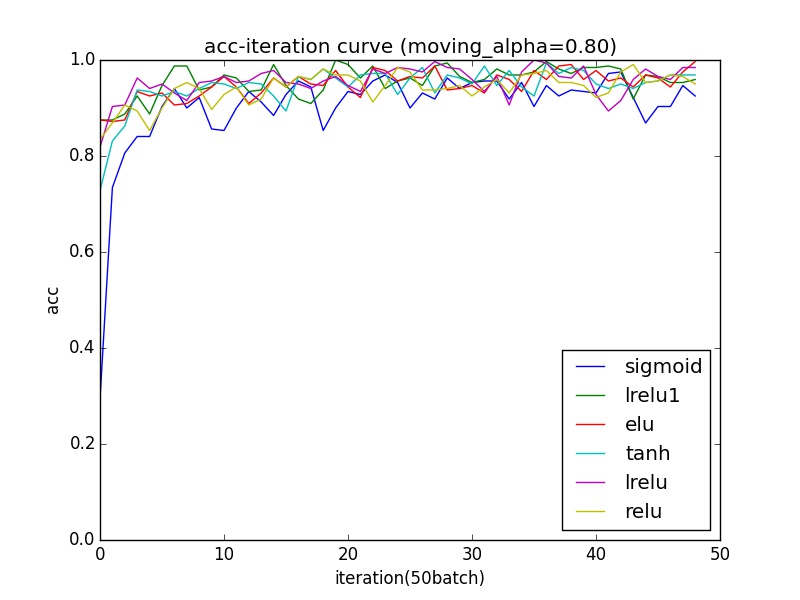 acc-iteration curve (moving_alpha=0.80)
1.0
0.8
0.6
0.4
0.2
0.0
acc
0 10 20 30 40 50
iteration(50batch)
sigmoid
lrelu1
elu
tanh
lrelu
relu